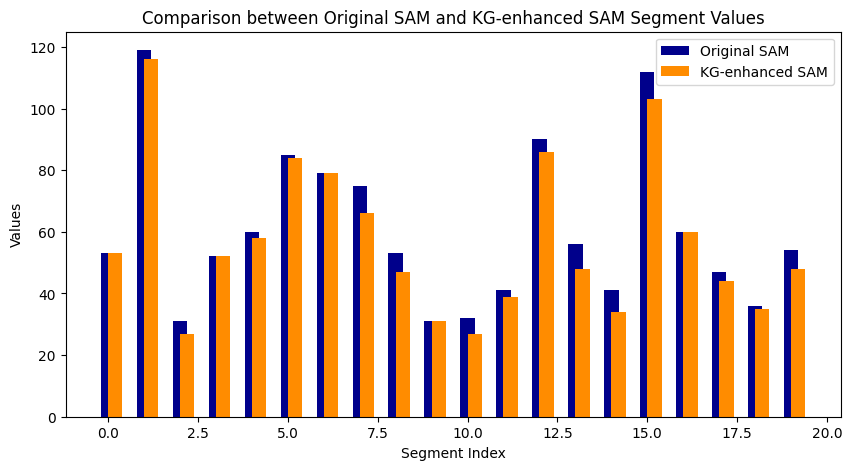 Comparison between Original SAM and KG-enhanced SAM Segment Values
Original SAM
KG-enhanced SAM
120
100
80
60
40
20
0
Values
0.0 2.5 5.0 7.5 10.0 12.5 15.0 17.5 20.0
Segment Index